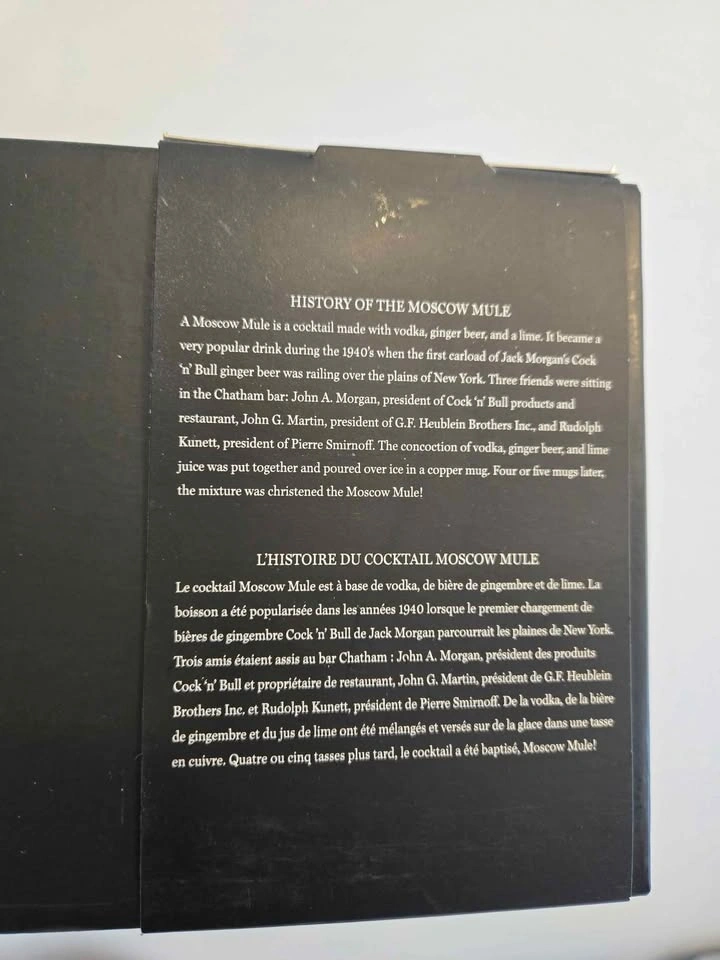 HISTORY OF THE MOSCOW MULE
A Moscow Mule is a cocktail made with vodka, ginger beer, and a lime. It became a
very popular drink during the 1940's when the first carload of Jack Morgan's Cock
'n' Bull ginger beer was railing over the plains of New York. Three friends were sitting
in the Chatham bar: John A. Morgan, president of Cock 'n' Bull products and
restaurant, John G. Martin, president of G.F. Heublein Brothers Inc., and Rudolph
Kunett, president of Pierre Smirnoff. The concoction of vodka, ginger beer, and lime
juice was put together and poured over ice in a copper mug. Four or five mugs later,
the mixture was christened the Moscow Mule!
L'HISTOIRE DU COCKTAIL MOSCOW MULE
Le cocktail Moscow Mule est à base de vodka, de bière de gingembre et de lime. La
boisson a été popularisée dans les années 1940 lorsque le premier chargement de
bières de gingembre Cock 'n' Bull de Jack Morgan parcourrait les plaines de New York.
Trois amis étaient assis au bar Chatham : John A. Morgan, président des produits
Cock 'n' Bull et propriétaire de restaurant, John G. Martin, président de G.F. Heublein
Brothers Inc. et Rudolph Kunett, président de Pierre Smirnoff. De la vodka, de la bière
de gingembre et du jus de lime ont été mélangés et versés sur de la glace dans une tasse
en cuivre. Quatre ou cinq tasses plus tard, le cocktail a été baptisé, Moscow Mule!